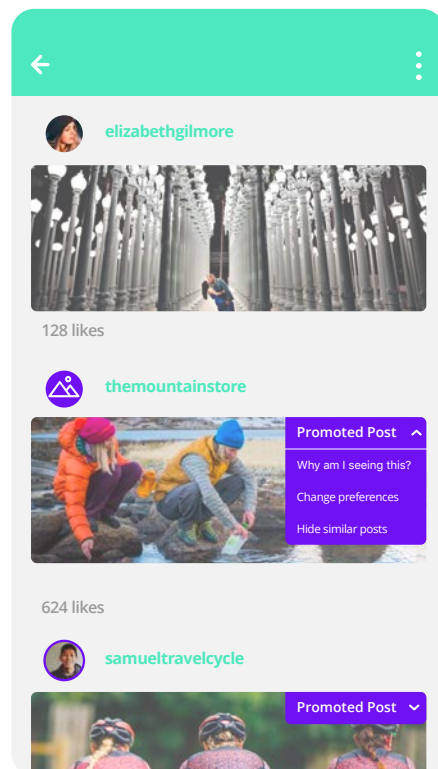 elizabethgilmore
128 likes
themountainstore
Promoted Post
Why am I seeing this?
Change preferences
Hide similar posts
624 likes
samueltravelcycle
Promoted Post